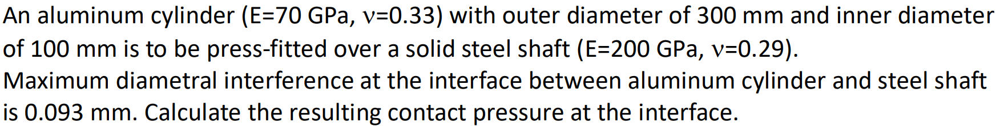 An aluminum cylinder (E=70 GPa, ν=0.33) with outer diameter of 300 mm and inner diameter
of 100 mm is to be press-fitted over a solid steel shaft (E=200 GPa, ν=0.29).
Maximum diametral interference at the interface between aluminum cylinder and steel shaft
is 0.093 mm. Calculate the resulting contact pressure at the interface.